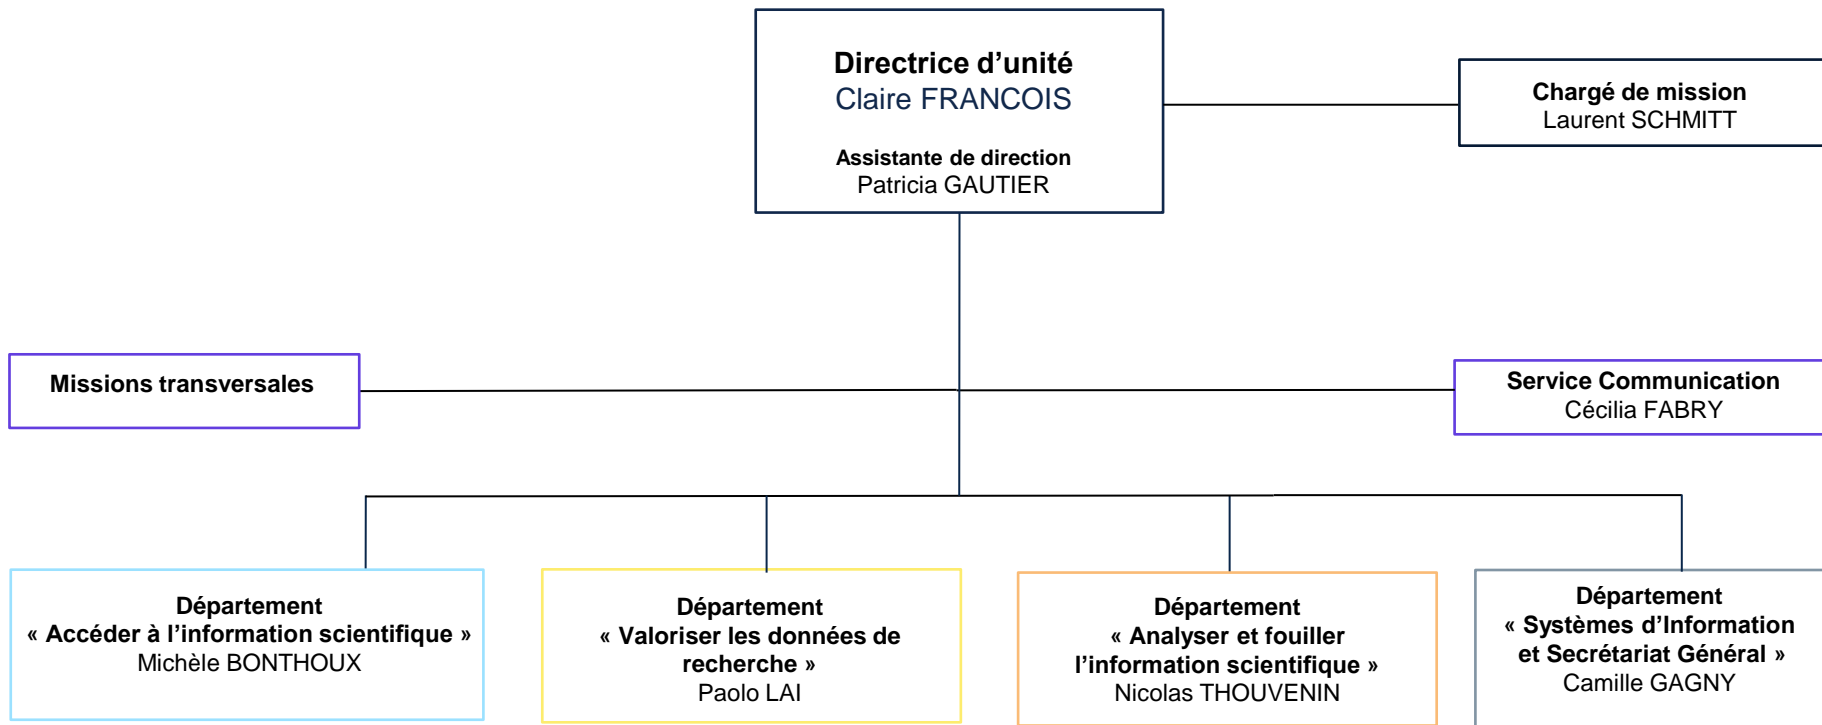 Directrice d’unité
Claire FRANCOIS
Assistante de direction
Patricia GAUTIER
Chargé de mission
Laurent SCHMITT
Missions transversales
Service Communication
Cécilia FABRY
Département
« Accéder à l’information scientifique »
Michèle BONTHOUX
Département
« Valoriser les données de
recherche »
Paolo LAI
Département
« Analyser et fouiller
l’information scientifique »
Nicolas THOUVENIN
Département
« Systèmes d’Information
et Secrétariat Général »
Camille GAGNY